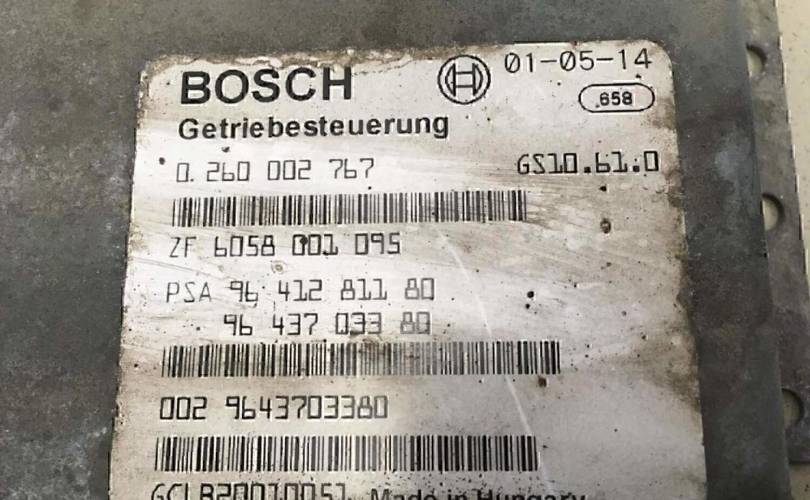 BOSCH 01-05-14
.658
Getriebesteuerung
0. 260 002 767 GS10.61.0
ZF 6058 001 095
PSA 96 412 811 80
96 437 033 80
002 9643703380
GCLB20010051 Made in Hungary